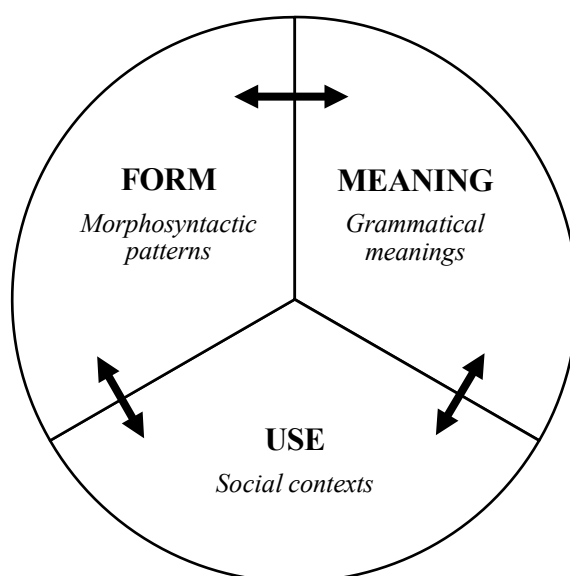 FORM
Morphosyntactic
patterns
MEANING
Grammatical
meanings
USE
Social contexts